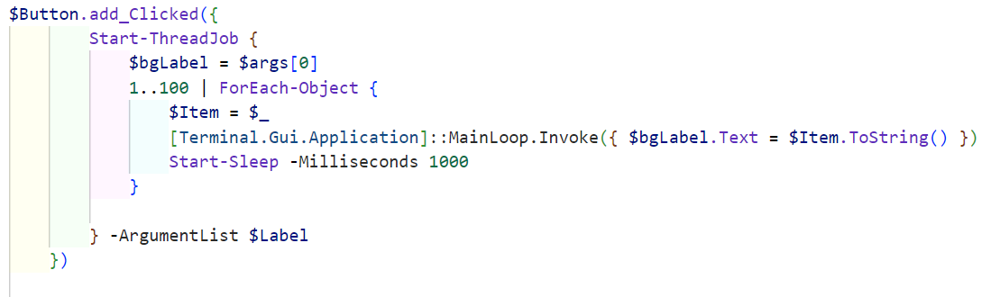 $Button.add_Clicked({
Start-ThreadJob {
$bgLabel = $args[0]
1..100 | ForEach-Object {
$Item = $_
[Terminal.Gui.Application]::MainLoop.Invoke({ $bgLabel.Text = $Item.ToString() })
Start-Sleep -Milliseconds 1000
}
} -ArgumentList $Label
})